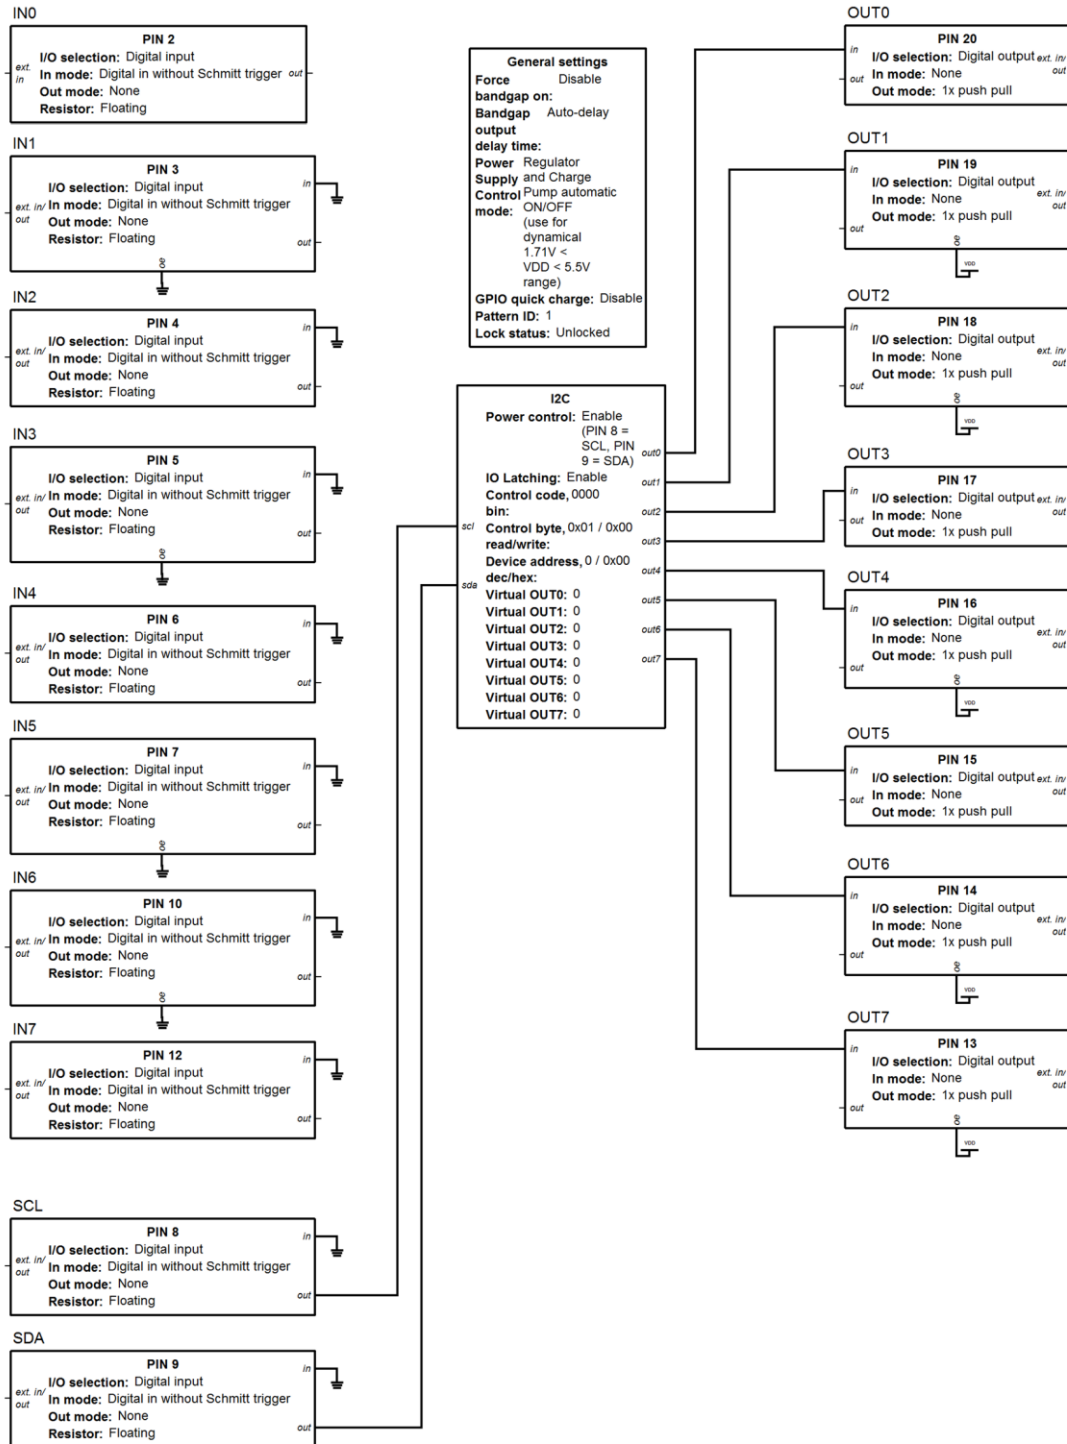 IN0
PIN 2
I/O selection: Digital input
ext. in
In mode: Digital in without Schmitt trigger
out
Out mode: None
Resistor: Floating
IN1
PIN 3
in
I/O selection: Digital input
ext. in/ out
In mode: Digital in without Schmitt trigger
Out mode: None
Resistor: Floating
out
oe
IN2
PIN 4
in
I/O selection: Digital input
ext. in/ out
In mode: Digital in without Schmitt trigger
Out mode: None
Resistor: Floating
out
IN3
PIN 5
in
I/O selection: Digital input
ext. in/ out
In mode: Digital in without Schmitt trigger
Out mode: None
Resistor: Floating
out
oe
IN4
PIN 6
in
I/O selection: Digital input
ext. in/ out
In mode: Digital in without Schmitt trigger
Out mode: None
Resistor: Floating
out
IN5
PIN 7
in
I/O selection: Digital input
ext. in/ out
In mode: Digital in without Schmitt trigger
Out mode: None
Resistor: Floating
out
oe
IN6
PIN 10
in
I/O selection: Digital input
ext. in/ out
In mode: Digital in without Schmitt trigger
Out mode: None
Resistor: Floating
out
oe
IN7
PIN 12
in
I/O selection: Digital input
ext. in/ out
In mode: Digital in without Schmitt trigger
Out mode: None
Resistor: Floating
out
SCL
PIN 8
in
I/O selection: Digital input
ext. in/ out
In mode: Digital in without Schmitt trigger
Out mode: None
Resistor: Floating
out
SDA
PIN 9
in
I/O selection: Digital input
ext. in/ out
In mode: Digital in without Schmitt trigger
Out mode: None
Resistor: Floating
out
General settings
Force bandgap on: Disable
Bandgap output delay time: Auto-delay
Power Supply Control mode: Regulator and Charge Pump automatic ON/OFF (use for dynamical 1.71V < VDD < 5.5V range)
GPIO quick charge: Disable
Pattern ID: 1
Lock status: Unlocked
I2C
Power control: Enable (PIN 8 = SCL, PIN 9 = SDA)
IO Latching: Enable
Control code, bin: 0000
Control byte, read/write: 0x01 / 0x00
Device address, dec/hex: 0 / 0x00
Virtual OUT0: 0
Virtual OUT1: 0
Virtual OUT2: 0
Virtual OUT3: 0
Virtual OUT4: 0
Virtual OUT5: 0
Virtual OUT6: 0
Virtual OUT7: 0
scl
sda
out0
out1
out2
out3
out4
out5
out6
out7
OUT0
PIN 20
in
I/O selection: Digital output
ext. in/ out
In mode: None
out
Out mode: 1x push pull
OUT1
PIN 19
in
I/O selection: Digital output
ext. in/ out
In mode: None
Out mode: 1x push pull
out
oe
VDD
OUT2
PIN 18
in
I/O selection: Digital output
ext. in/ out
In mode: None
Out mode: 1x push pull
out
oe
VDD
OUT3
PIN 17
in
I/O selection: Digital output
ext. in/ out
In mode: None
out
Out mode: 1x push pull
OUT4
PIN 16
in
I/O selection: Digital output
ext. in/ out
In mode: None
Out mode: 1x push pull
out
oe
VDD
OUT5
PIN 15
in
I/O selection: Digital output
ext. in/ out
In mode: None
out
Out mode: 1x push pull
OUT6
PIN 14
in
I/O selection: Digital output
ext. in/ out
In mode: None
Out mode: 1x push pull
out
oe
VDD
OUT7
PIN 13
in
I/O selection: Digital output
ext. in/ out
In mode: None
Out mode: 1x push pull
out
oe
VDD